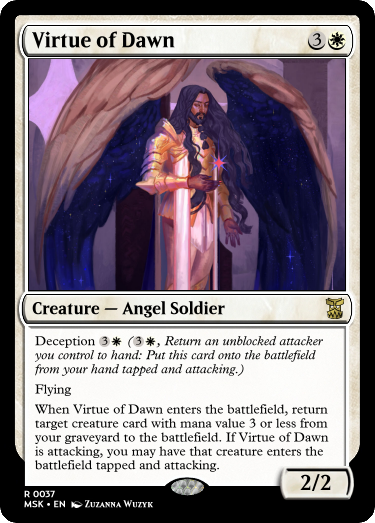 Virtue of Dawn 3
Creature — Angel Soldier
Deception 3 (3, Return an unblocked attacker
you control to hand: Put this card onto the battlefield
from your hand tapped and attacking.)
Flying
When Virtue of Dawn enters the battlefield, return
target creature card with mana value 3 or less from
your graveyard to the battlefield. If Virtue of Dawn
is attacking, you may have that creature enters the
battlefield tapped and attacking.
2/2
R 0037
MSK • EN Zuzanna Wuzyk